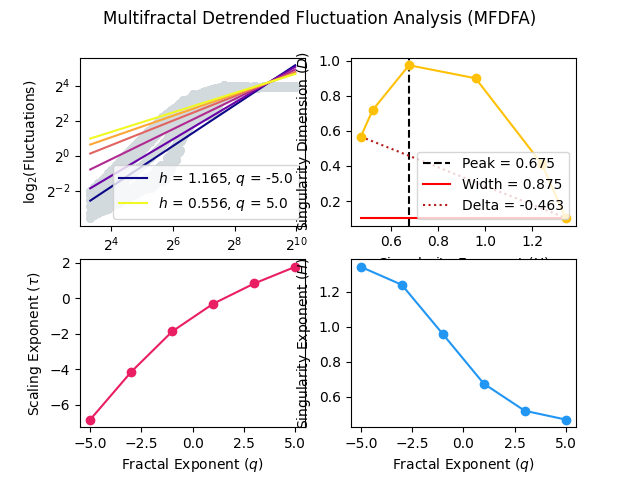 Multifractal Detrended Fluctuation Analysis (MFDFA)
log₂(Fluctuations)
2⁴
2²
2⁰
2⁻²
2⁴ 2⁶ 2⁸ 2¹⁰
h = 1.165, q = -5.0
h = 0.556, q = 5.0
Singularity Dimension (D)
1.0
0.8
0.6
0.4
0.2
0.6 0.8 1.0 1.2
Peak = 0.675
Width = 0.875
Delta = -0.463
Scaling Exponent (τ)
2
0
−2
−4
−6
−5.0 −2.5 0.0 2.5 5.0
Fractal Exponent (q)
Singularity Exponent (H)
1.2
1.0
0.8
0.6
−5.0 −2.5 0.0 2.5 5.0
Fractal Exponent (q)